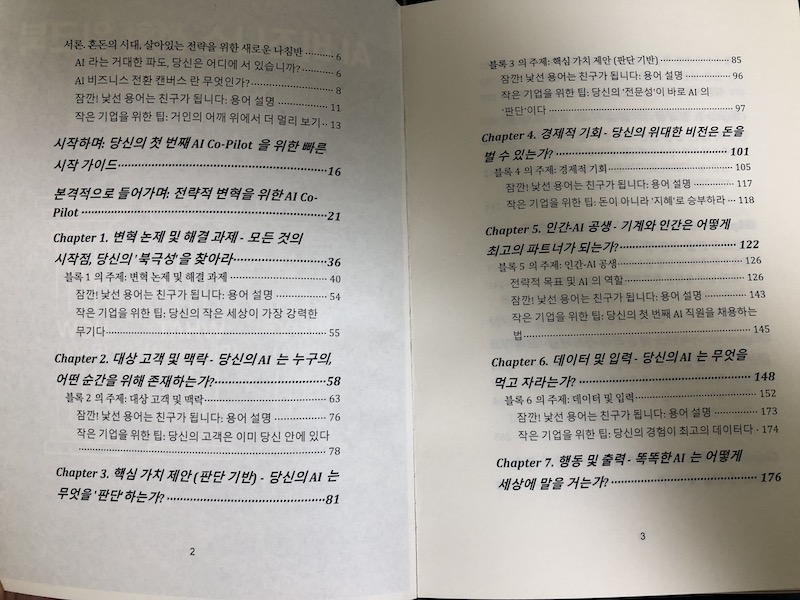 서론. 혼돈의 시대, 살아있는 전략을 위한 새로운 나침반 ·········· 6
AI 라는 거대한 파도, 당신은 어디에 서 있습니까? ············ 6
AI 비즈니스 전환 캔버스 란 무엇인가? ························ 8
잠깐! 낯선 용어는 친구가 됩니다: 용어 설명 ················· 11
작은 기업을 위한 팁: 거인의 어깨 위에서 더 멀리 보기 ·· 13
시작하며: 당신의 첫 번째 AI Co-Pilot 을 위한 빠른
시작 가이드 ·················································· 16
본격적으로 들어가며: 전략적 변혁을 위한 AI Co-
Pilot ·························································· 21
Chapter 1. 변혁 논제 및 해결 과제 - 모든 것의
시작점, 당신의 '북극성'을 찾아라 ························ 36
블록 1 의 주제: 변혁 논제 및 해결 과제 ··················· 40
잠깐! 낯선 용어는 친구가 됩니다: 용어 설명 ············ 54
작은 기업을 위한 팁: 당신의 작은 세상이 가장 강력한
무기다 ························································ 55
Chapter 2. 대상 고객 및 맥락 - 당신의 AI 는 누구의,
어떤 순간을 위해 존재하는가? ···························· 58
블록 2 의 주제: 대상 고객 및 맥락 ························· 63
잠깐! 낯선 용어는 친구가 됩니다: 용어 설명 ············ 76
작은 기업을 위한 팁: 당신의 고객은 이미 당신 안에 있다
································································ 78
Chapter 3. 핵심 가치 제안 (판단 기반) - 당신의 AI 는
무엇을 '판단'하는가? ······································· 81
2
블록 3 의 주제: 핵심 가치 제안 (판단 기반) ················ 85
잠깐! 낯선 용어는 친구가 됩니다: 용어 설명 ············ 96
작은 기업을 위한 팁: 당신의 '전문성'이 바로 AI 의
'판단'이다 ···················································· 97
Chapter 4. 경제적 기회 - 당신의 위대한 비전은 돈을
벌 수 있는가? ··············································· 101
블록 4 의 주제: 경제적 기회 ································ 105
잠깐! 낯선 용어는 친구가 됩니다: 용어 설명 ············ 117
작은 기업을 위한 팁: 돈이 아니라 '지혜'로 승부하라 ·· 118
Chapter 5. 인간-AI 공생 - 기계와 인간은 어떻게
최고의 파트너가 되는가? ·································· 122
블록 5 의 주제: 인간-AI 공생 ······························· 126
전략적 목표 및 AI 의 역할 ·································· 126
잠깐! 낯선 용어는 친구가 됩니다: 용어 설명 ············ 143
작은 기업을 위한 팁: 당신의 첫 번째 AI 직원을 채용하는
법 ····························································· 145
Chapter 6. 데이터 및 입력 - 당신의 AI 는 무엇을
먹고 자라는가? ············································· 148
블록 6 의 주제: 데이터 및 입력 ····························· 152
잠깐! 낯선 용어는 친구가 됩니다: 용어 설명 ············ 173
작은 기업을 위한 팁: 당신의 경험이 최고의 데이터다 · 174
Chapter 7. 행동 및 출력 - 똑똑한 AI 는 어떻게
세상에 말을 거는가? ······································· 176
3